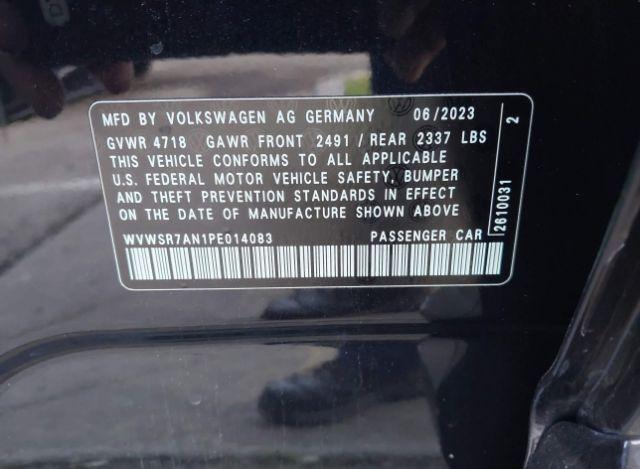 MFD BY VOLKSWAGEN AG GERMANY 06/2023
GVWR 4718 GAWR FRONT 2491 / REAR 2337 LBS
THIS VEHICLE CONFORMS TO ALL APPLICABLE
U.S. FEDERAL MOTOR VEHICLE SAFETY, BUMPER
AND THEFT PREVENTION STANDARDS IN EFFECT
ON DATE OF MANUFACTURE SHOWN ABOVE
WVWSR7AN1PE014083 PASSENGER CAR
2610031 2